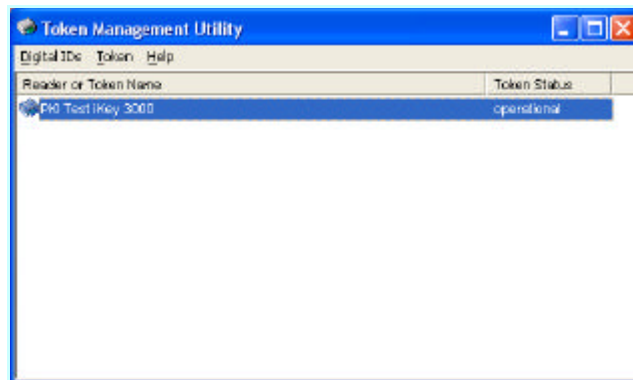 Token Management Utility
Digital IDs Token Help
Reader or Token Name Token Status
PKI Test iKey 3000 operational